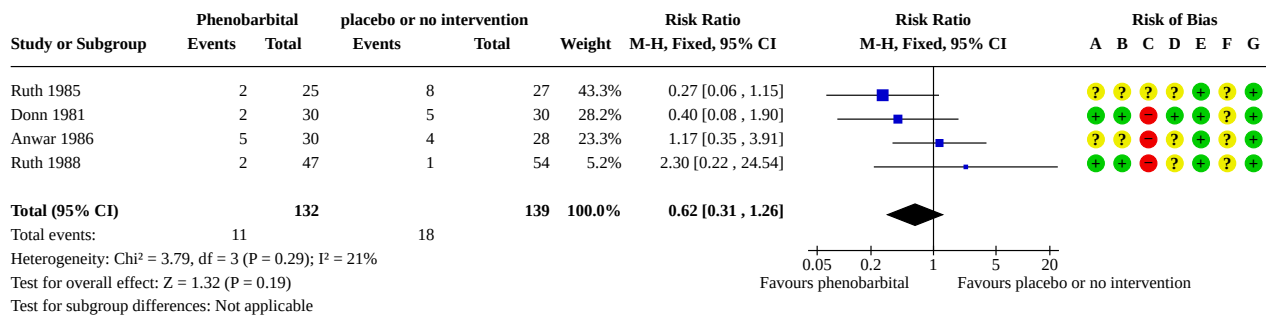 Phenobarbital placebo or no intervention Risk Ratio Risk Ratio Risk of Bias
Study or Subgroup Events Total Events Total Weight M-H, Fixed, 95% CI M-H, Fixed, 95% CI A B C D E F G
Ruth 1985 2 25 8 27 43.3% 0.27 [0.06 , 1.15] ? ? ? ? + ? +
Donn 1981 2 30 5 30 28.2% 0.40 [0.08 , 1.90] + + − + + ? +
Anwar 1986 5 30 4 28 23.3% 1.17 [0.35 , 3.91] ? ? − ? + ? +
Ruth 1988 2 47 1 54 5.2% 2.30 [0.22 , 24.54] + + − ? + ? +
Total (95% CI) 132 139 100.0% 0.62 [0.31 , 1.26]
Total events: 11 18
Heterogeneity: Chi² = 3.79, df = 3 (P = 0.29); I² = 21% 0.05 0.2 1 5 20
Test for overall effect: Z = 1.32 (P = 0.19) Favours phenobarbital Favours placebo or no intervention
Test for subgroup differences: Not applicable